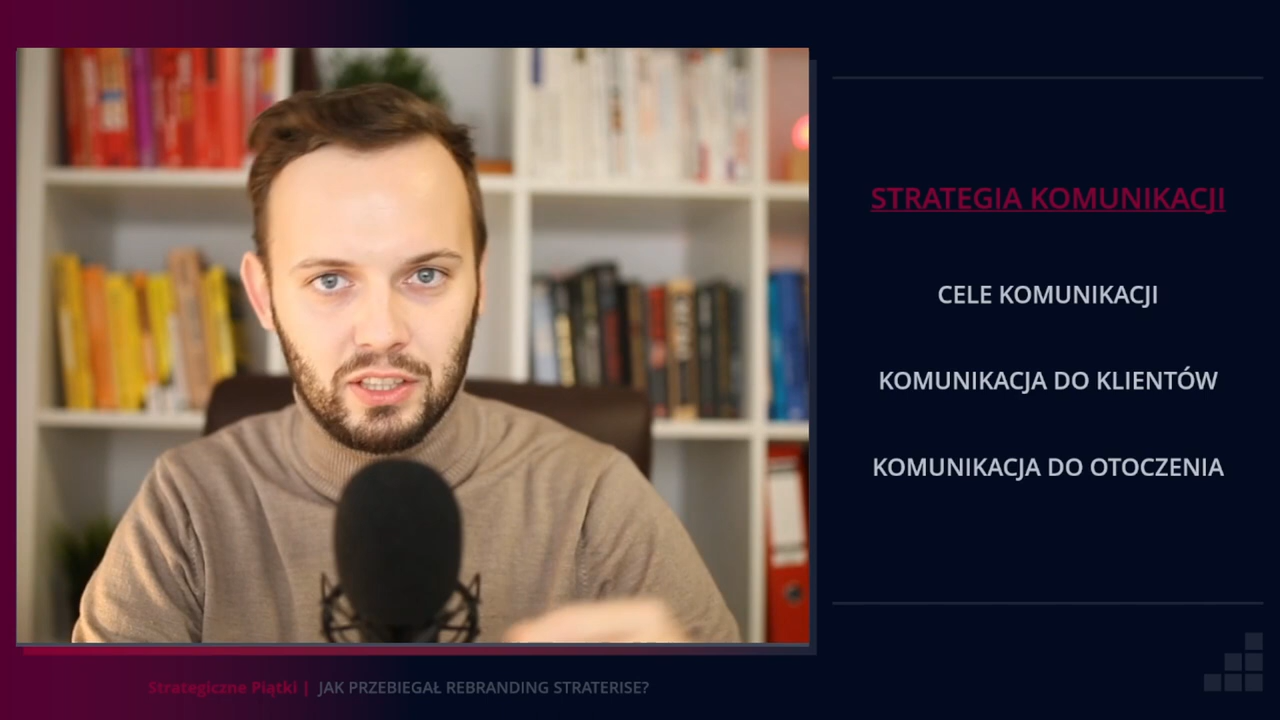 STRATEGIA KOMUNIKACJI
CELE KOMUNIKACJI
KOMUNIKACJA DO KLIENTÓW
KOMUNIKACJA DO OTOCZENIA
Strategiczne Piątki | JAK PRZEBIEGAŁ REBRANDING STRATERISE?